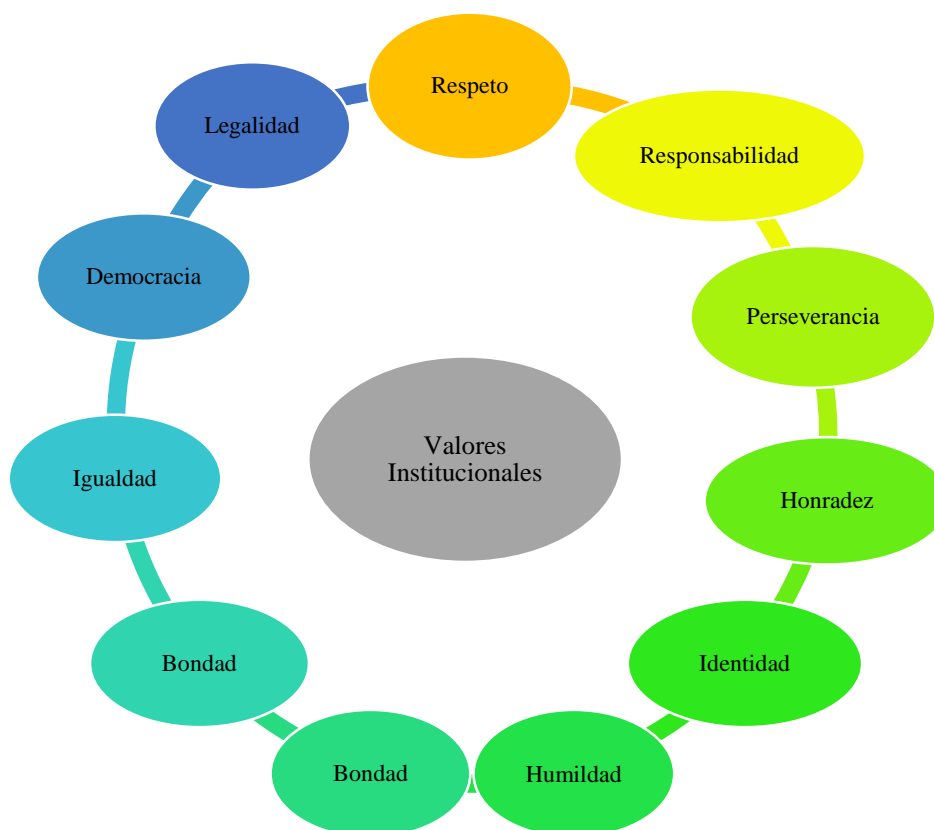 Respeto
Responsabilidad
Perseverancia
Honradez
Identidad
Humildad
Bondad
Bondad
Igualdad
Democracia
Legalidad
Valores
Institucionales